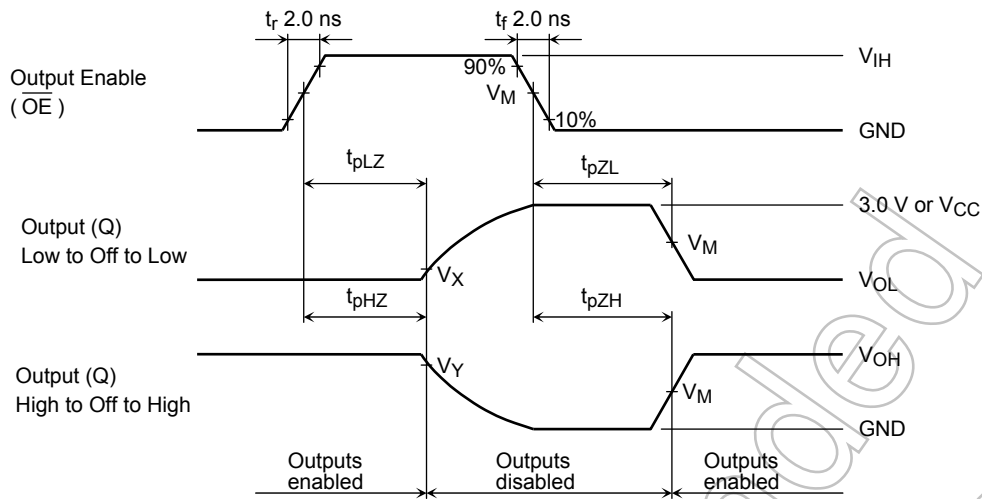 tr 2.0 ns
tf 2.0 ns
Output Enable
( OE )
90%
VM
10%
VIH
GND
tpLZ
tpZL
Output (Q)
Low to Off to Low
3.0 V or VCC
VM
VX
VOL
tpHZ
tpZH
Output (Q)
High to Off to High
VY
VOH
VM
GND
Outputs
enabled
Outputs
disabled
Outputs
enabled